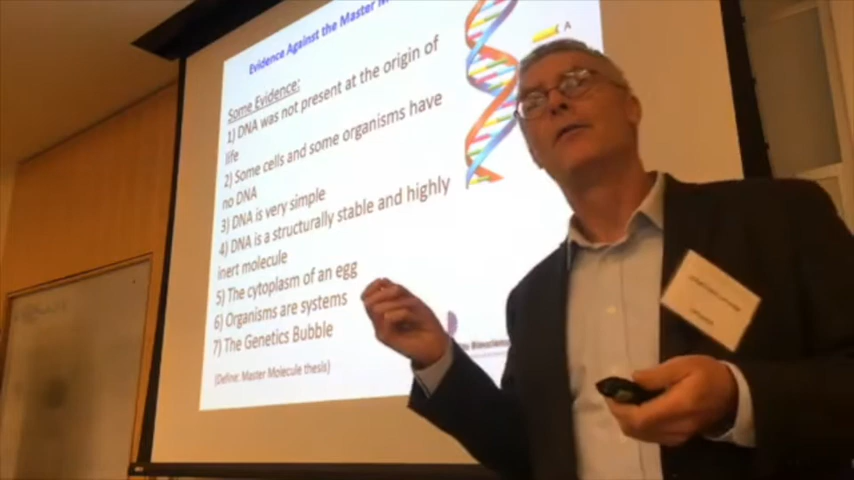 Evidence Against the Master
Some Evidence:
1) DNA was not present at the origin of
life
2) Some cells and some organisms have
no DNA
3) DNA is very simple
4) DNA is a structurally stable and highly
inert molecule
5) The cytoplasm of an egg
6) Organisms are systems
7) The Genetics Bubble
(Define: Master Molecule thesis)
A